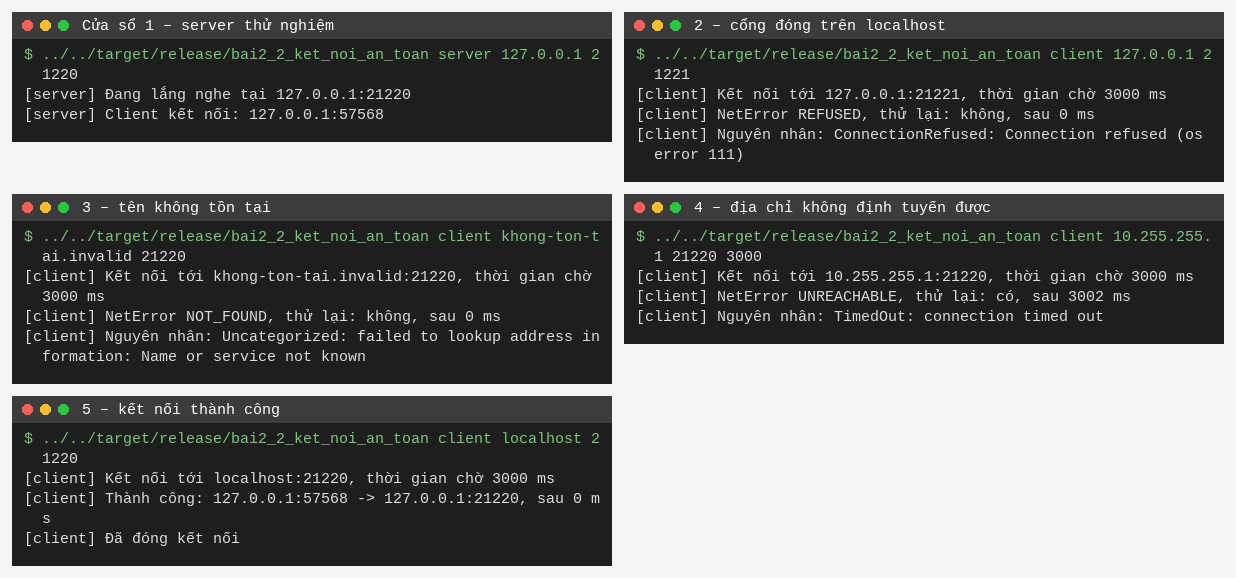 Cửa sổ 1 – server thử nghiệm
$ ../../target/release/bai2_2_ket_noi_an_toan server 127.0.0.1 2
1220
[server] Đang lắng nghe tại 127.0.0.1:21220
[server] Client kết nối: 127.0.0.1:57568
2 – cổng đóng trên localhost
$ ../../target/release/bai2_2_ket_noi_an_toan client 127.0.0.1 2
1221
[client] Kết nối tới 127.0.0.1:21221, thời gian chờ 3000 ms
[client] NetError REFUSED, thử lại: không, sau 0 ms
[client] Nguyên nhân: ConnectionRefused: Connection refused (os
error 111)
3 – tên không tồn tại
$ ../../target/release/bai2_2_ket_noi_an_toan client khong-ton-t
ai.invalid 21220
[client] Kết nối tới khong-ton-tai.invalid:21220, thời gian chờ
3000 ms
[client] NetError NOT_FOUND, thử lại: không, sau 0 ms
[client] Nguyên nhân: Uncategorized: failed to lookup address in
formation: Name or service not known
4 – địa chỉ không định tuyến được
$ ../../target/release/bai2_2_ket_noi_an_toan client 10.255.255.
1 21220 3000
[client] Kết nối tới 10.255.255.1:21220, thời gian chờ 3000 ms
[client] NetError UNREACHABLE, thử lại: có, sau 3002 ms
[client] Nguyên nhân: TimedOut: connection timed out
5 – kết nối thành công
$ ../../target/release/bai2_2_ket_noi_an_toan client localhost 2
1220
[client] Kết nối tới localhost:21220, thời gian chờ 3000 ms
[client] Thành công: 127.0.0.1:57568 -> 127.0.0.1:21220, sau 0 m
s
[client] Đã đóng kết nối